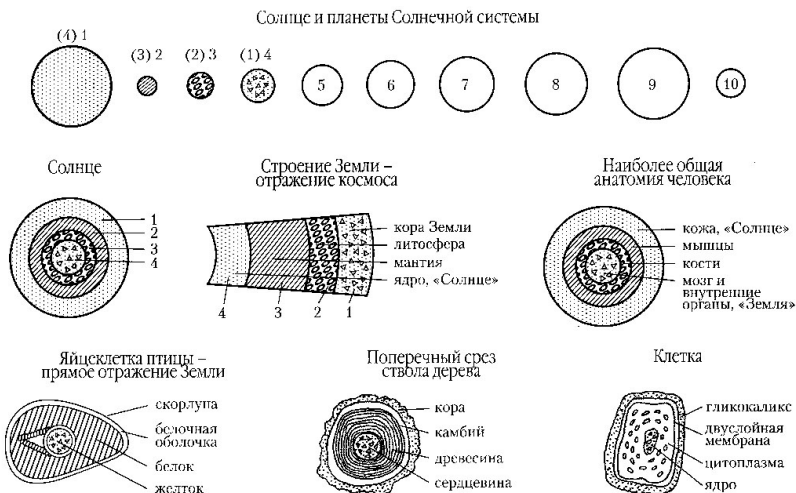 Солнце и планеты Солнечной системы
(4) 1
(3) 2
(2) 3
(1) 4
5
6
7
8
9
10
Солнце
1
2
3
4
Строение Земли –
отражение космоса
кора Земли
литосфера
мантия
ядро, «Солнце»
4
3
2
1
Наиболее общая
анатомия человека
кожа, «Солнце»
мышцы
кости
мозг и
внутренние
органы, «Земля»
Яйцеклетка птицы –
прямое отражение Земли
скорлупа
белочная
оболочка
белок
желток
Поперечный срез
ствола дерева
кора
камбий
древесина
сердцевина
Клетка
гликокаликс
двуслойная
мембрана
цитоплазма
ядро